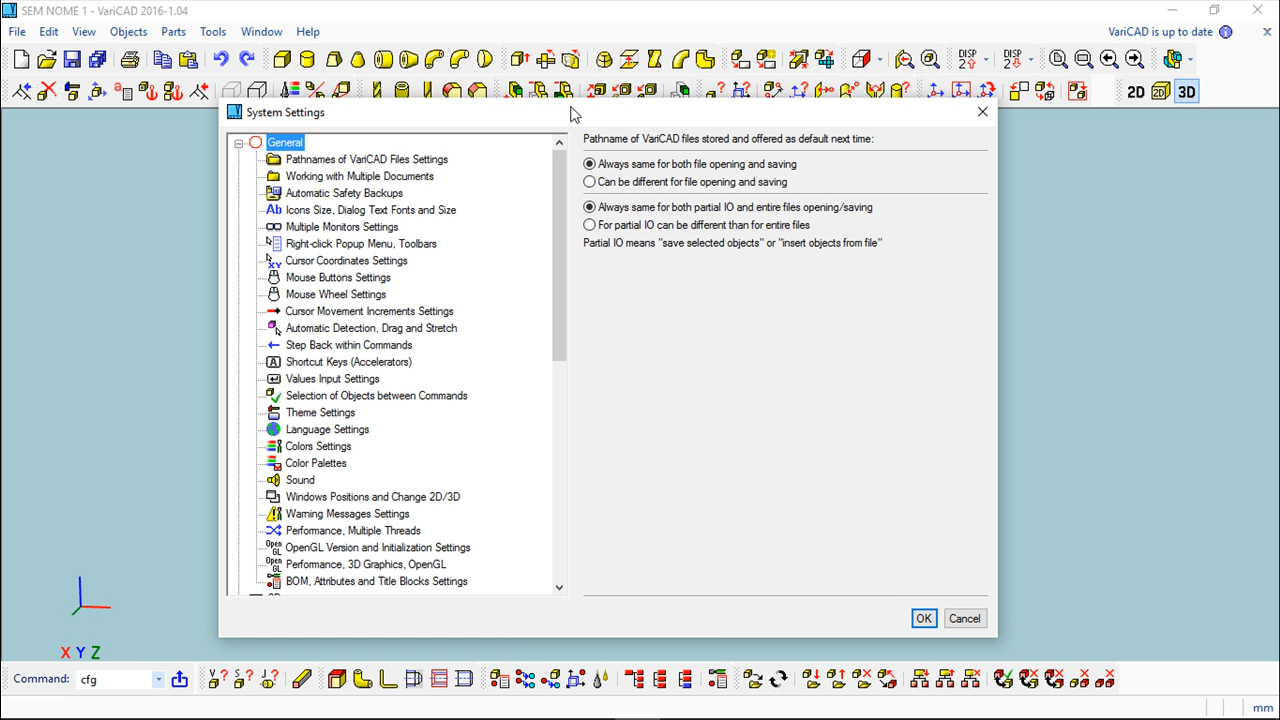 SEM NOME 1 - VariCAD 2016-1.04
File Edit View Objects Parts Tools Window Help VariCAD is up to date
DISP DISP
2D 3D
System Settings
General
Pathnames of VariCAD Files Settings
Working with Multiple Documents
Automatic Safety Backups
Ab Icons Size, Dialog Text Fonts and Size
Multiple Monitors Settings
Right-click Popup Menu, Toolbars
XY Cursor Coordinates Settings
Mouse Buttons Settings
Mouse Wheel Settings
Cursor Movement Increments Settings
Automatic Detection, Drag and Stretch
Step Back within Commands
A Shortcut Keys (Accelerators)
Values Input Settings
Selection of Objects between Commands
Theme Settings
Language Settings
Colors Settings
Color Palettes
Sound
Windows Positions and Change 2D/3D
Warning Messages Settings
Performance, Multiple Threads
Open GL OpenGL Version and Initialization Settings
Open GL Performance, 3D Graphics, OpenGL
BOM, Attributes and Title Blocks Settings
Pathname of VariCAD files stored and offered as default next time:
Always same for both file opening and saving
Can be different for file opening and saving
Always same for both partial IO and entire files opening/saving
For partial IO can be different than for entire files
Partial IO means "save selected objects" or "insert objects from file"
OK Cancel
X Y Z
Command: cfg
mm